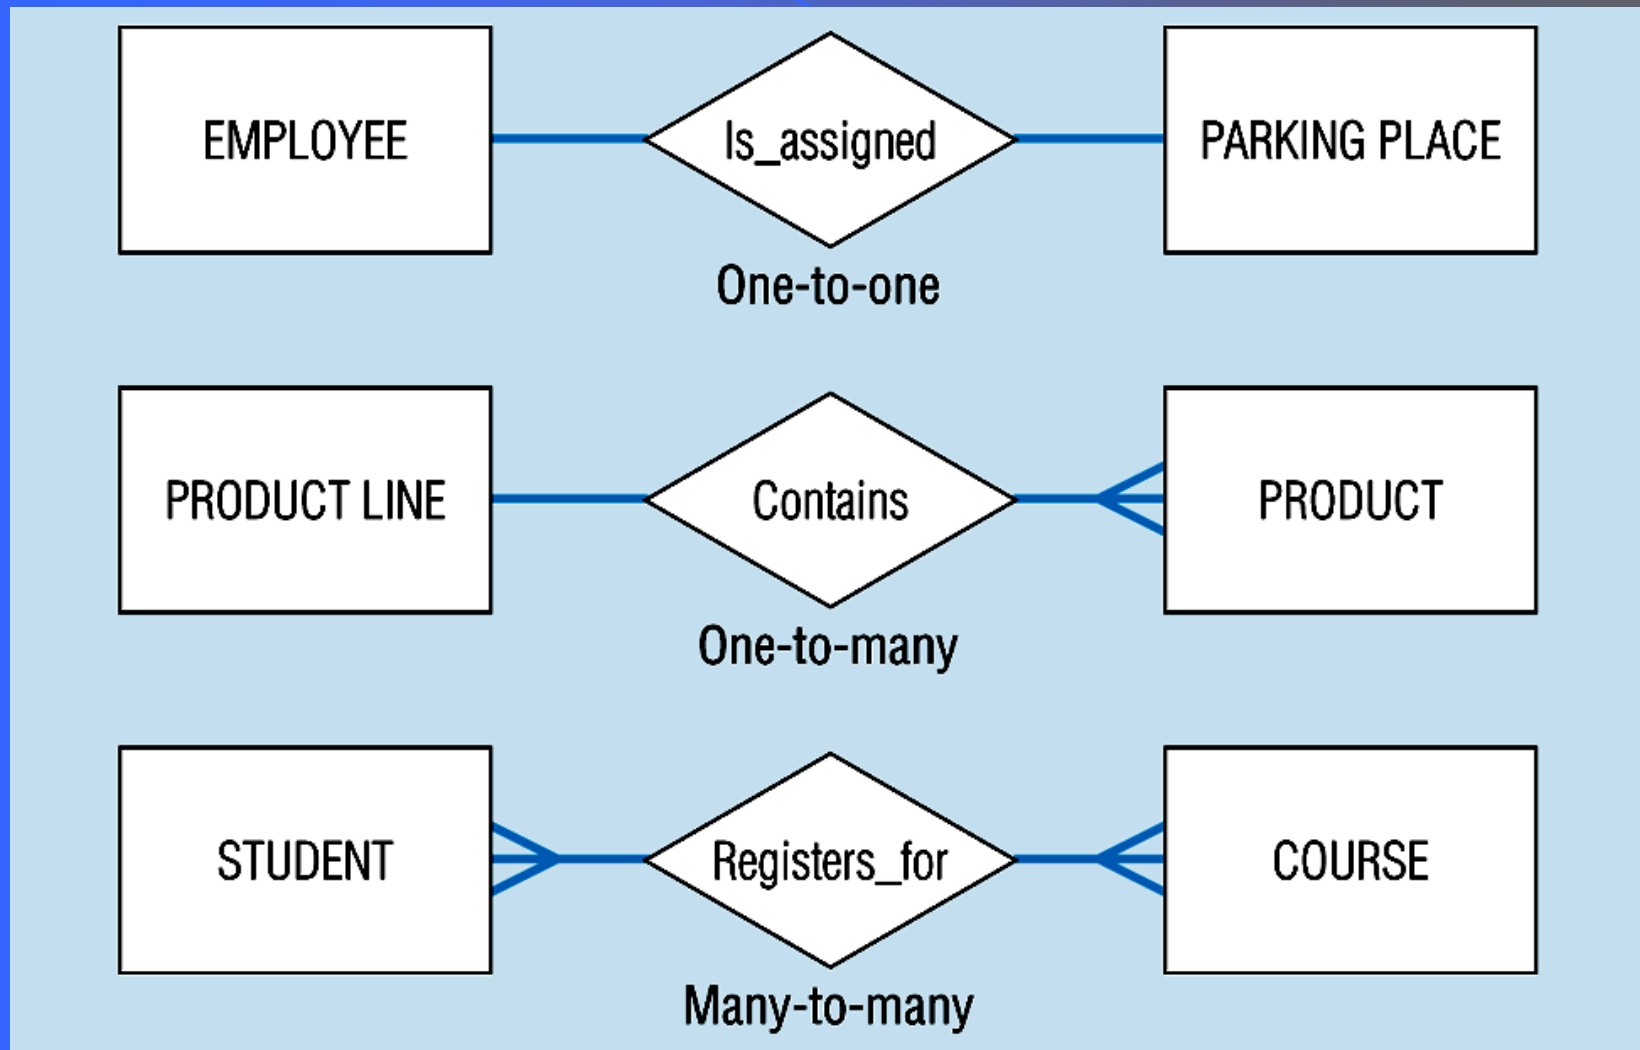 EMPLOYEE
Is_assigned
PARKING PLACE
One-to-one
PRODUCT LINE
Contains
PRODUCT
One-to-many
STUDENT
Registers_for
COURSE
Many-to-many